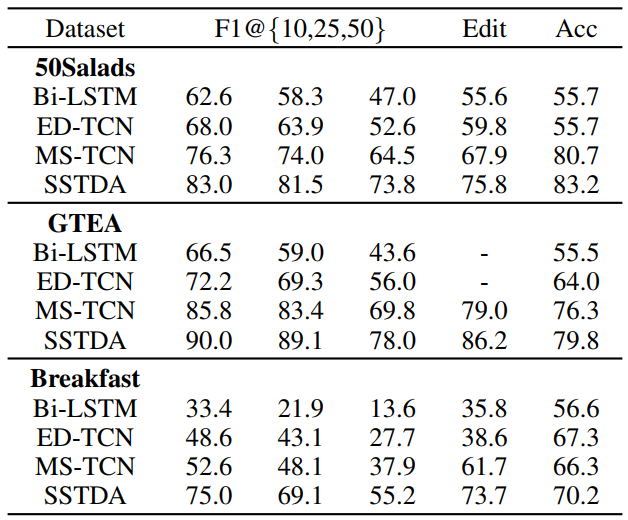 Dataset F1@{10,25,50} Edit Acc
50Salads
Bi-LSTM 62.6 58.3 47.0 55.6 55.7
ED-TCN 68.0 63.9 52.6 59.8 55.7
MS-TCN 76.3 74.0 64.5 67.9 80.7
SSTDA 83.0 81.5 73.8 75.8 83.2
GTEA
Bi-LSTM 66.5 59.0 43.6 - 55.5
ED-TCN 72.2 69.3 56.0 - 64.0
MS-TCN 85.8 83.4 69.8 79.0 76.3
SSTDA 90.0 89.1 78.0 86.2 79.8
Breakfast
Bi-LSTM 33.4 21.9 13.6 35.8 56.6
ED-TCN 48.6 43.1 27.7 38.6 67.3
MS-TCN 52.6 48.1 37.9 61.7 66.3
SSTDA 75.0 69.1 55.2 73.7 70.2